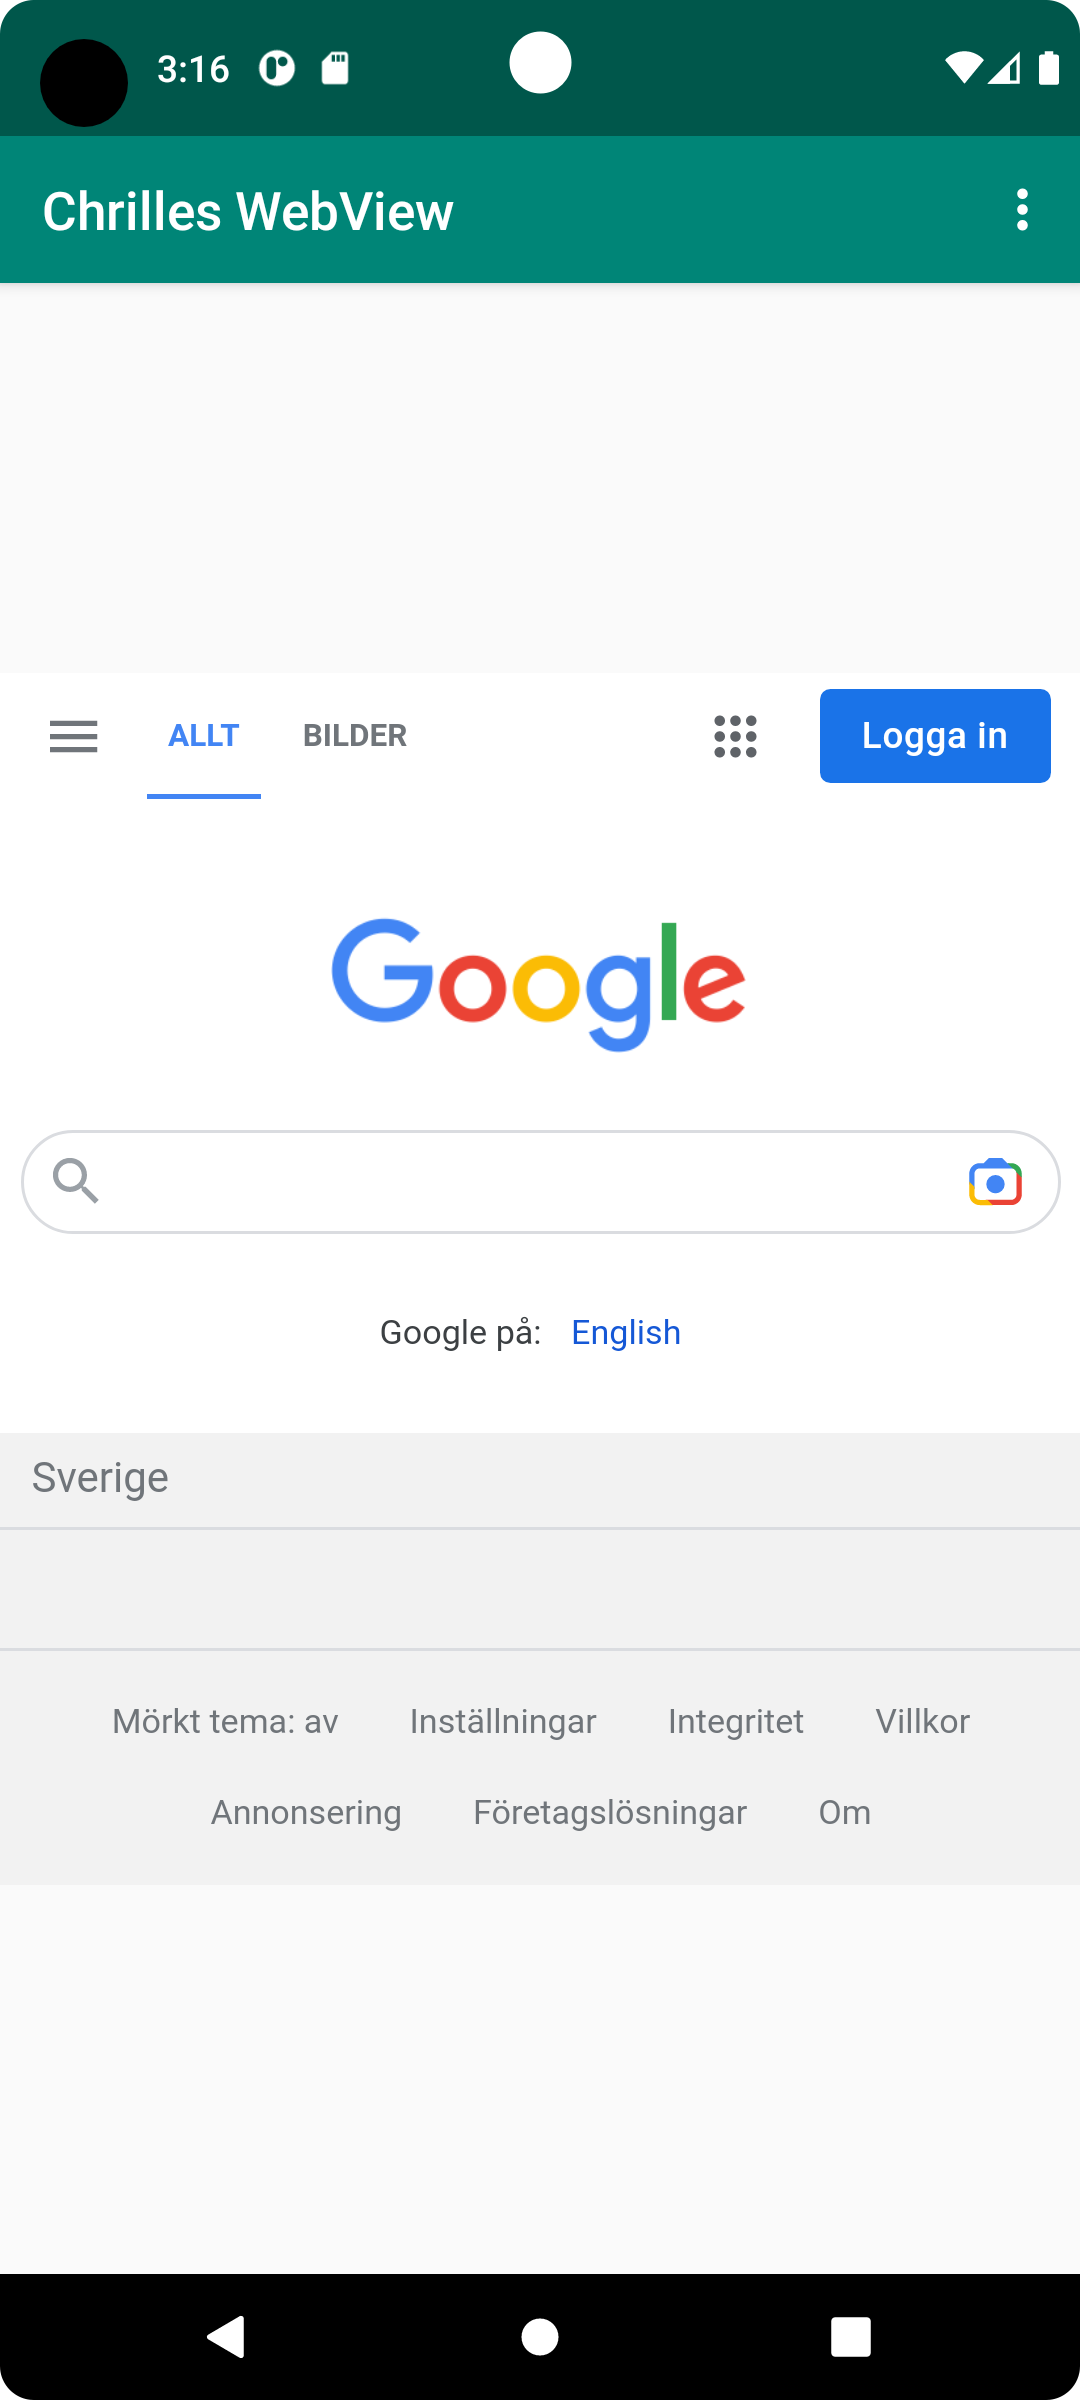 3:16
Chrilles WebView
ALLT BILDER Logga in
Google
Google på: English
Sverige
Mörkt tema: av Inställningar Integritet Villkor
Annonsering Företagslösningar Om